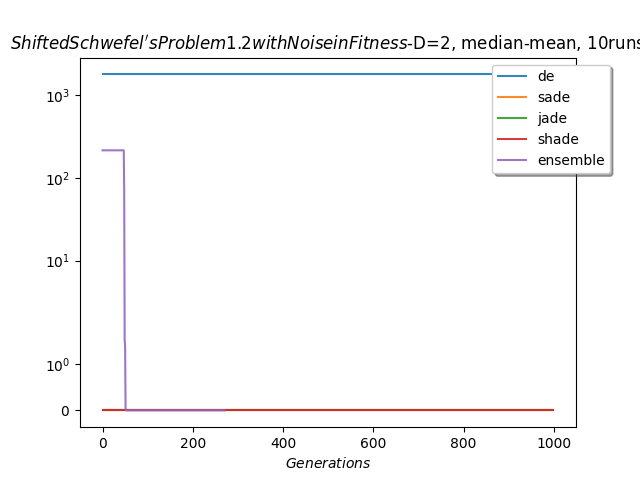 ShiftedSchwefel'sProblem1.2withNoiseinFitness-D=2, median-mean, 10runs
10³
10²
10¹
10⁰
0
de
sade
jade
shade
ensemble
0 200 400 600 800 1000
Generations